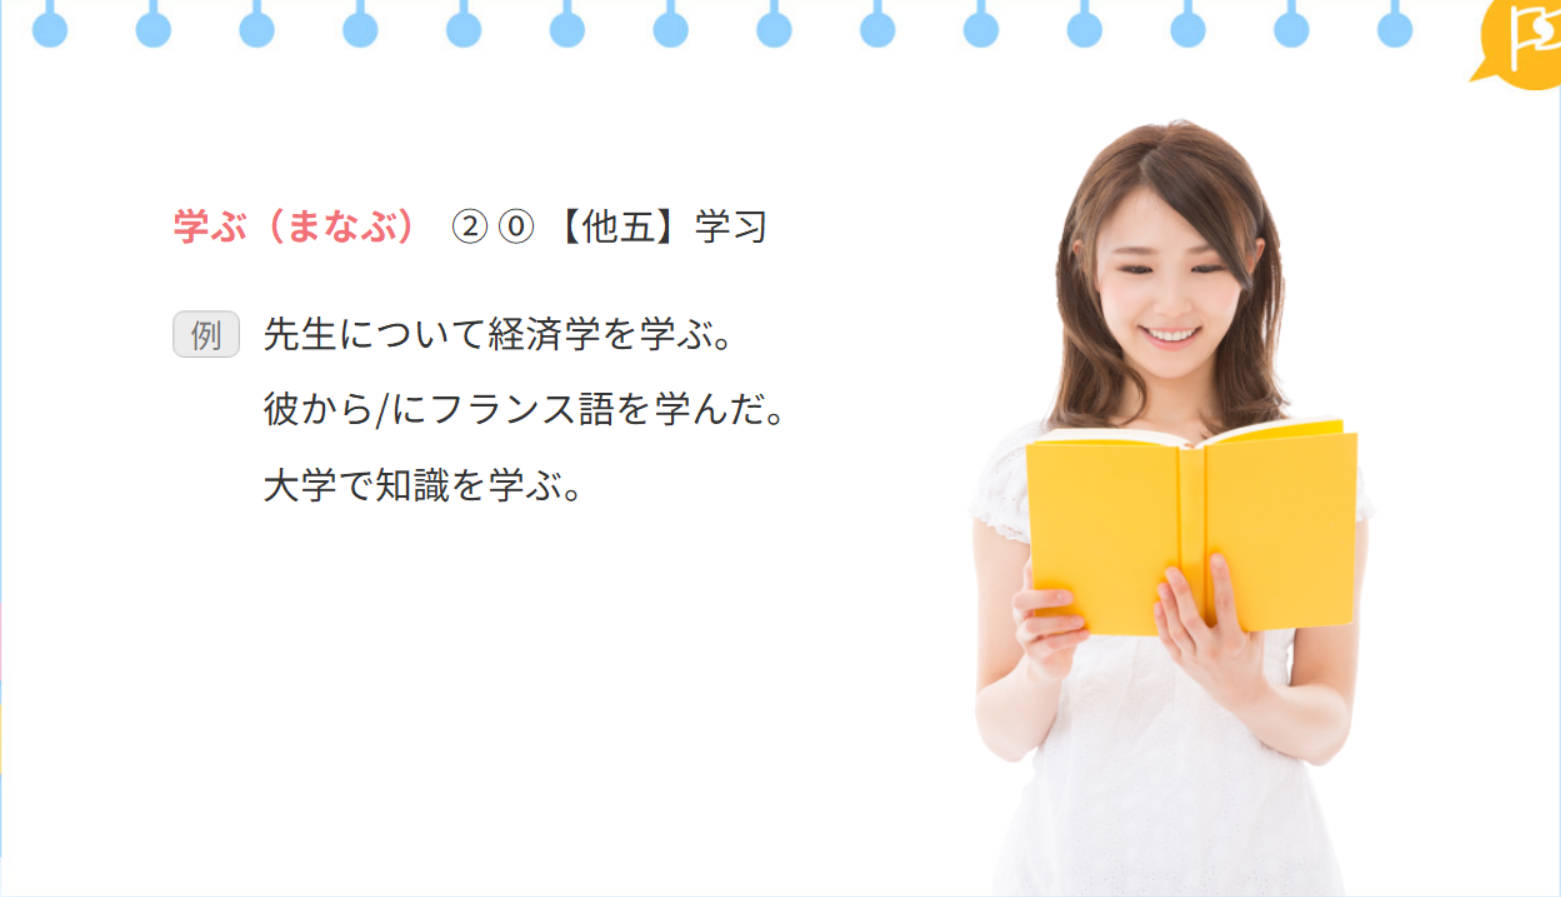 学ぶ（まなぶ） ②⓪【他五】学习
例 先生について経済学を学ぶ。
彼から/にフランス語を学んだ。
大学で知識を学ぶ。